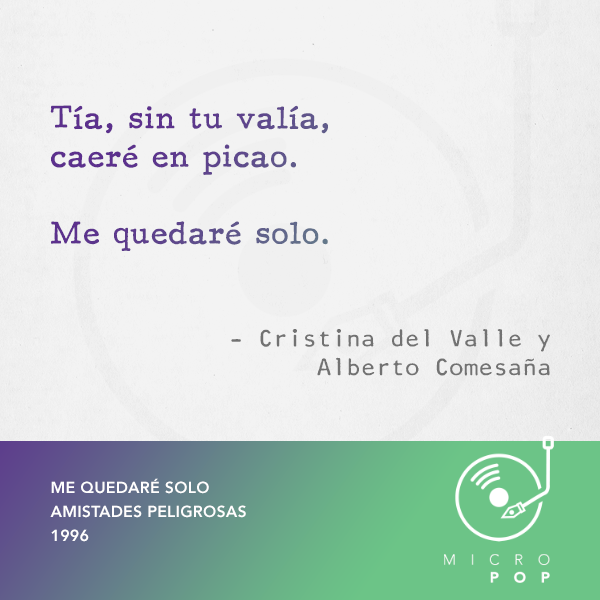 Tía, sin tu valía,
caeré en picao.
Me quedaré solo.
– Cristina del Valle y
Alberto Comesaña
ME QUEDARÉ SOLO
AMISTADES PELIGROSAS
1996
MICRO
POP